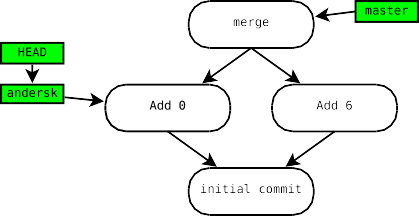 merge
master
HEAD
andersk
Add 0
Add 6
initial commit